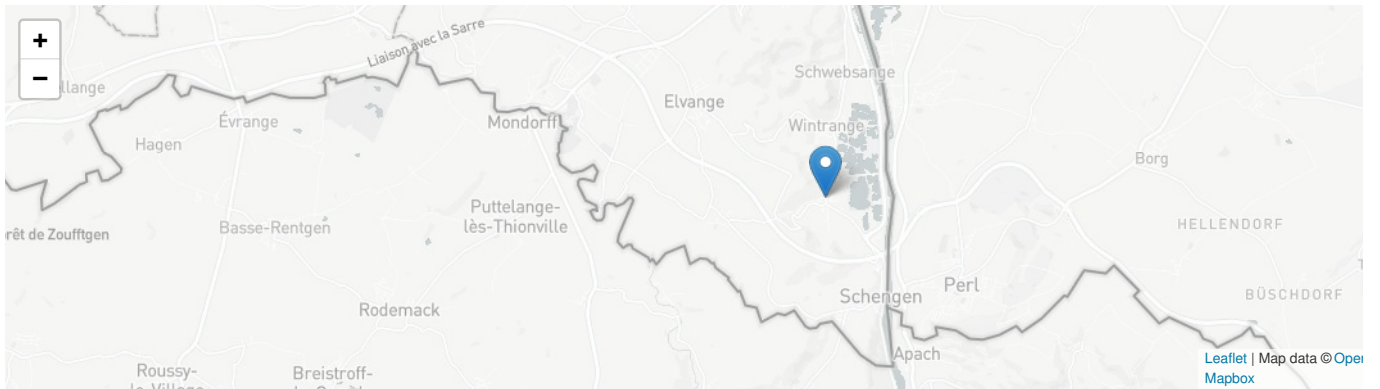 +
Liaison avec la Sarre
−
Schwebsange
llange
Elvange
Évrange
Mondorff
Wintrange
Hagen
Borg
Puttelange-
lès-Thionville
rêt de Zoufftgen
Basse-Rentgen
HELLENDORF
Perl
Schengen
BÜSCHDORF
Rodemack
Apach
Leaflet | Map data © Oper
Roussy-
Breistroff-
Mapbox